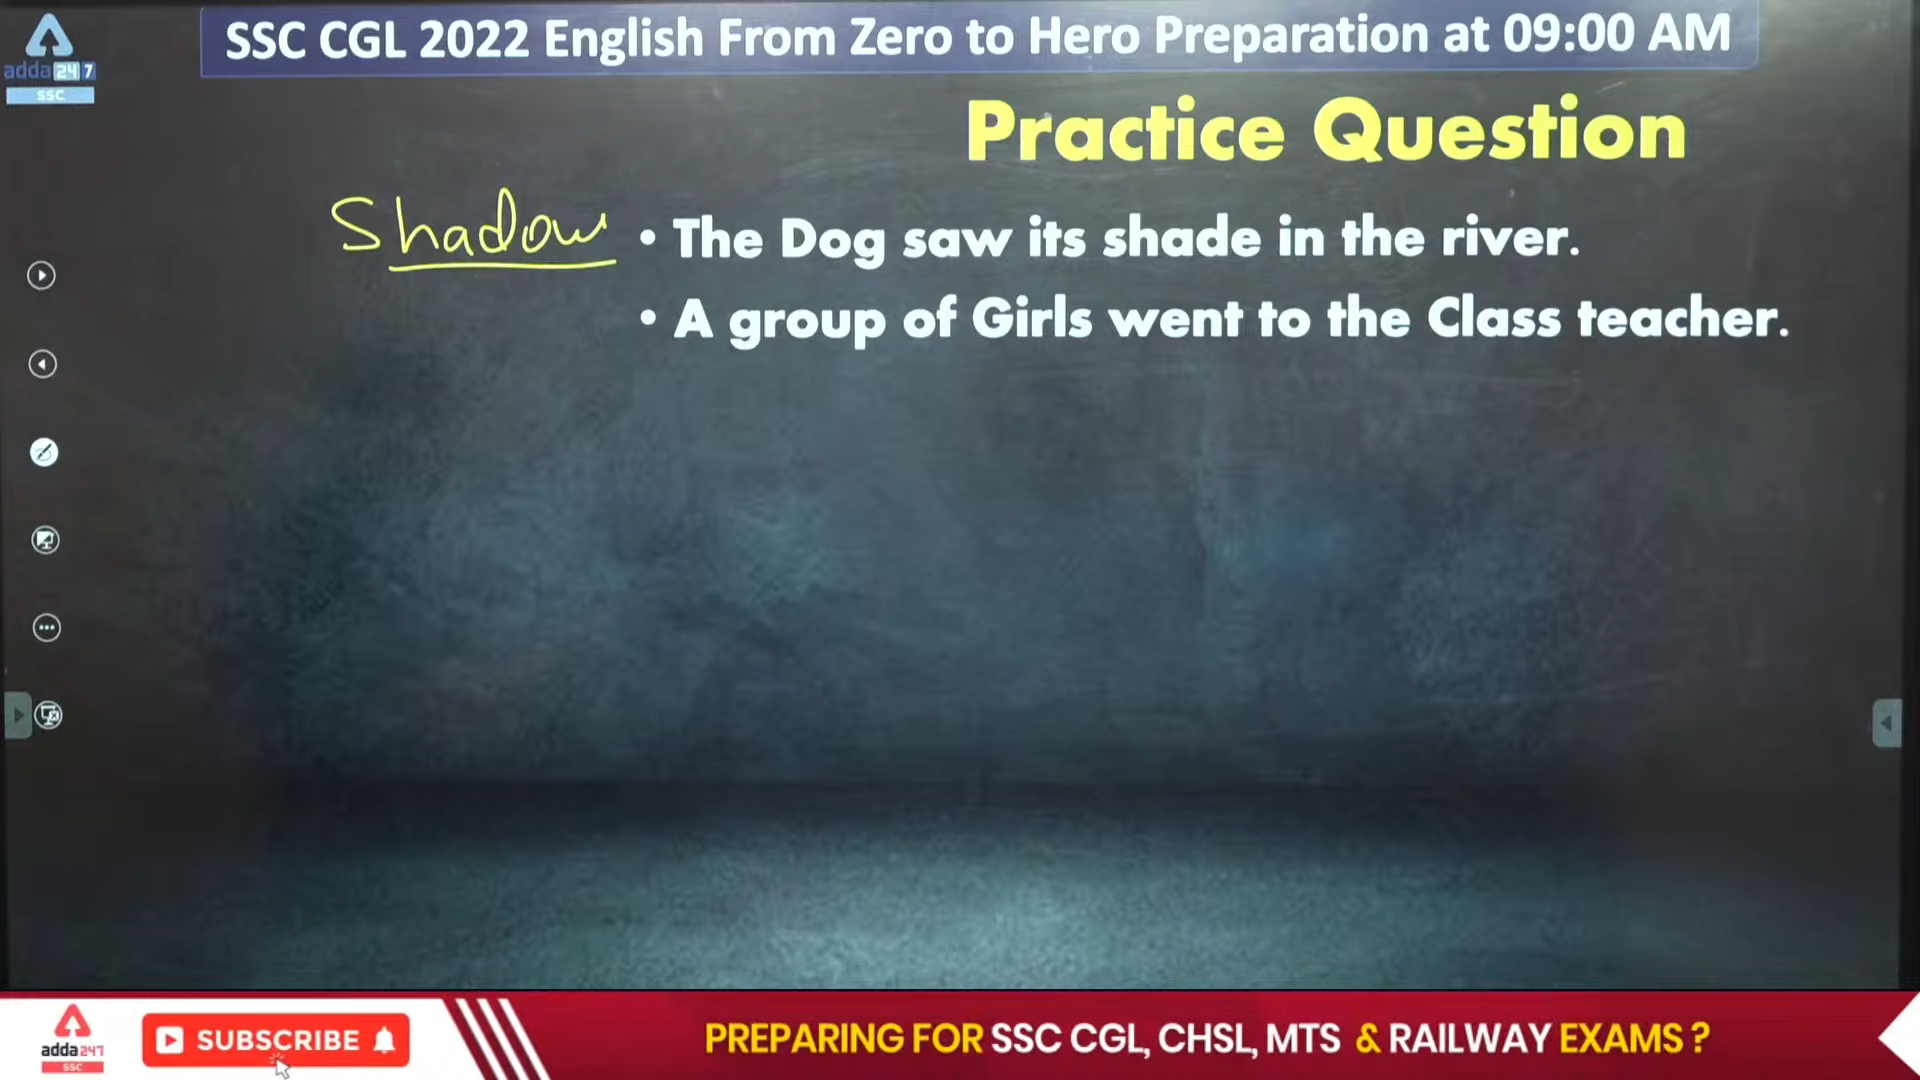 SSC CGL 2022 English From Zero to Hero Preparation at 09:00 AM
adda247
SSC
Practice Question
Shadow
• The Dog saw its shade in the river.
• A group of Girls went to the Class teacher.
adda247
SSC
SUBSCRIBE
PREPARING FOR SSC CGL, CHSL, MTS & RAILWAY EXAMS ?